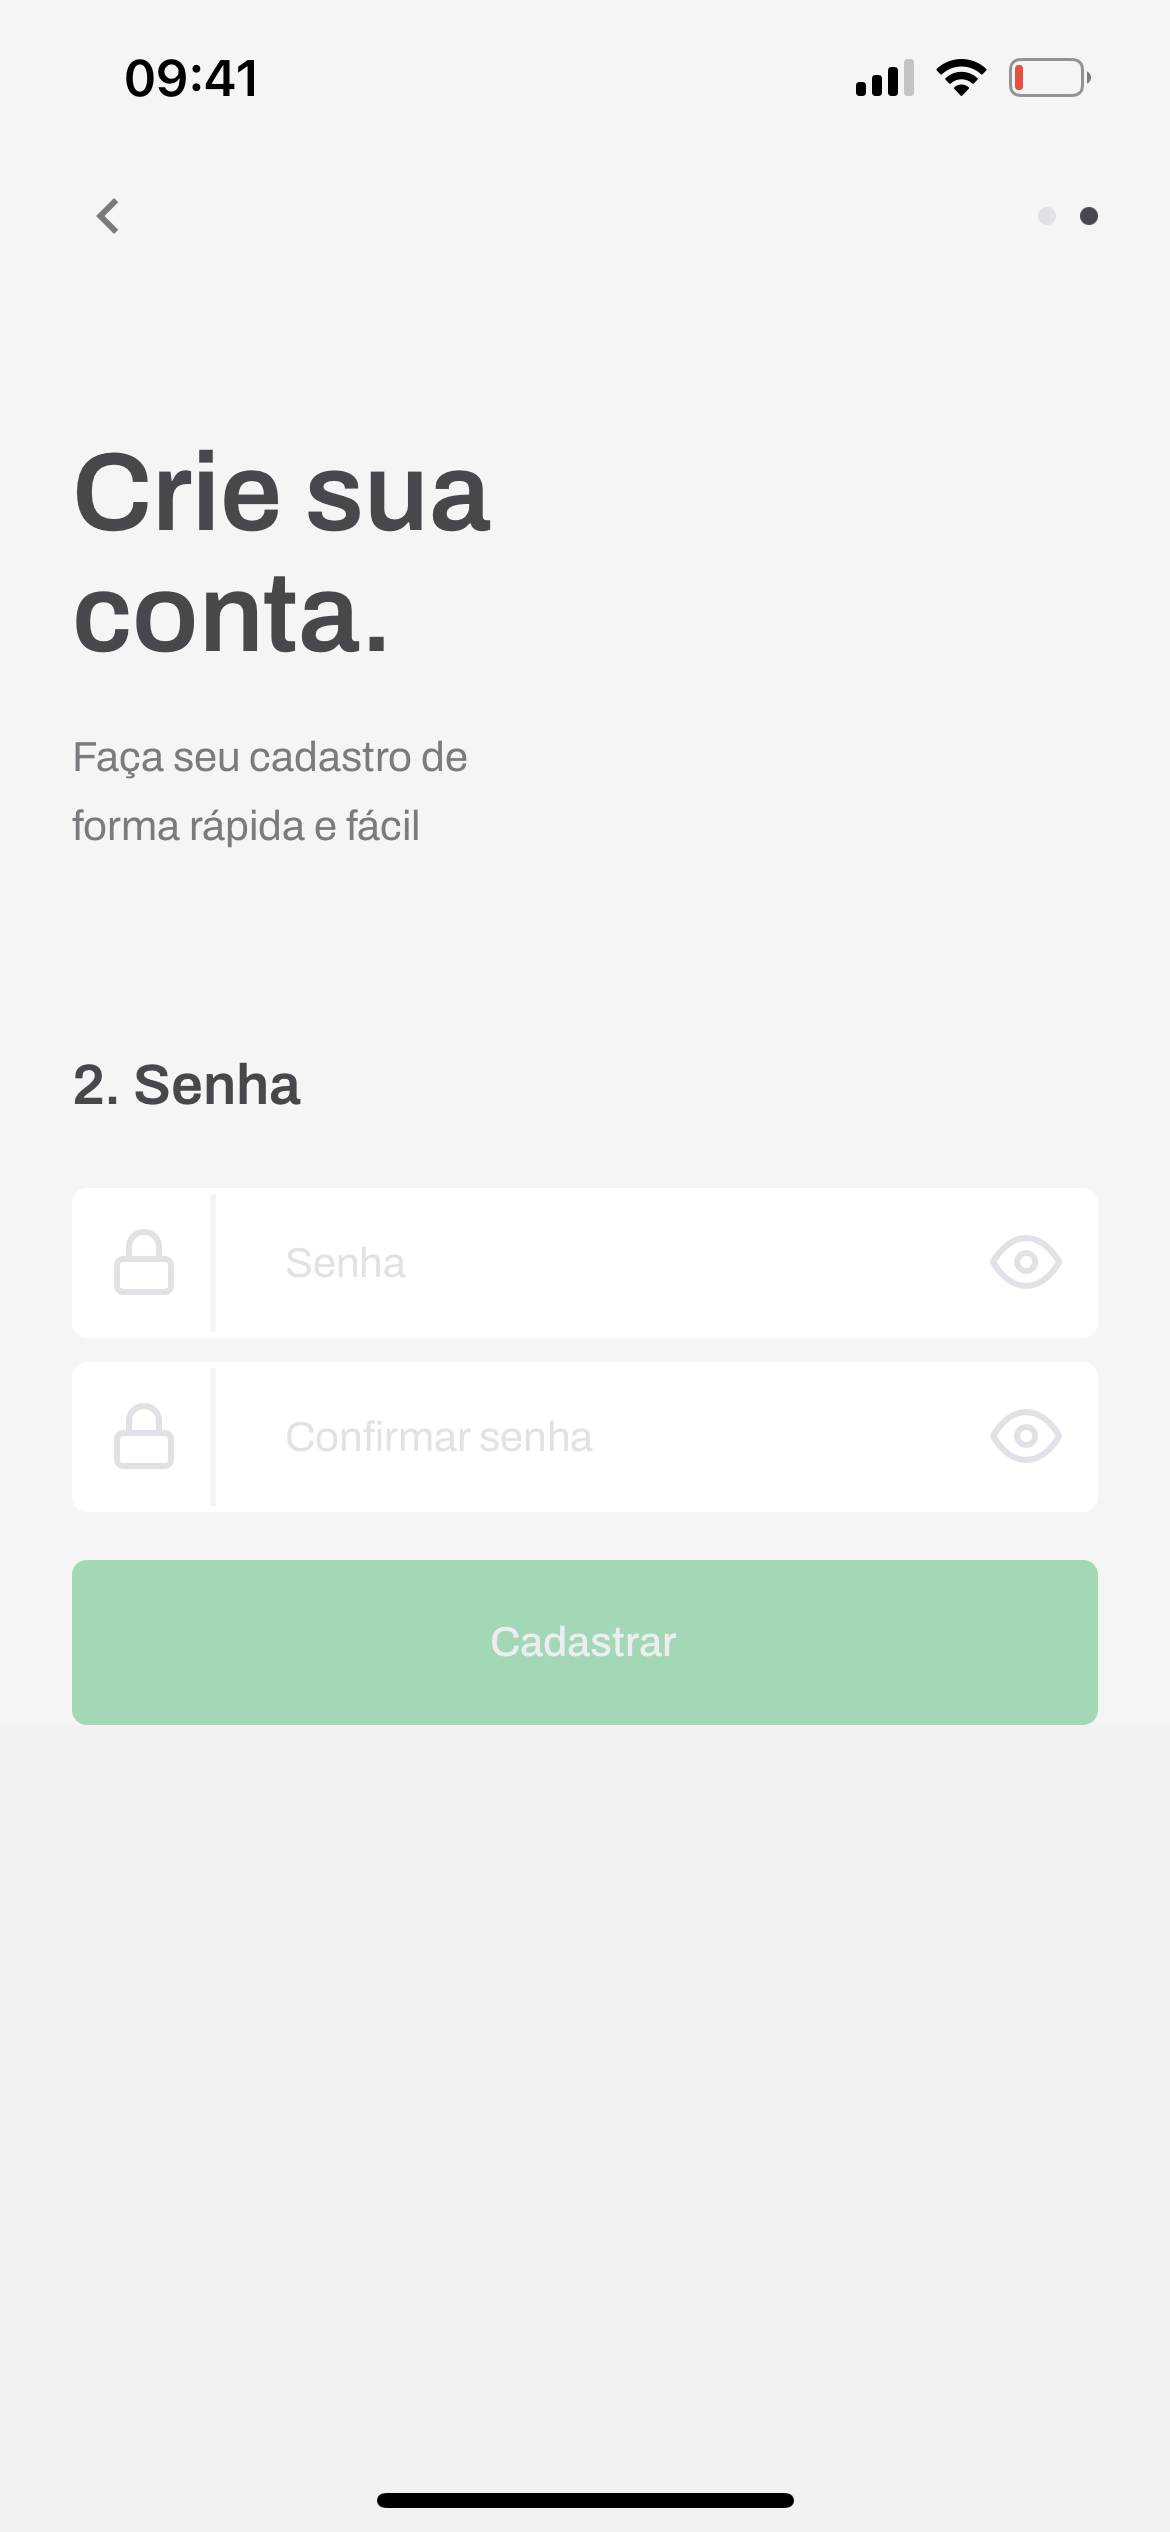 09:41
Crie sua
conta.
Faça seu cadastro de
forma rápida e fácil
2. Senha
Senha
Confirmar senha
Cadastrar